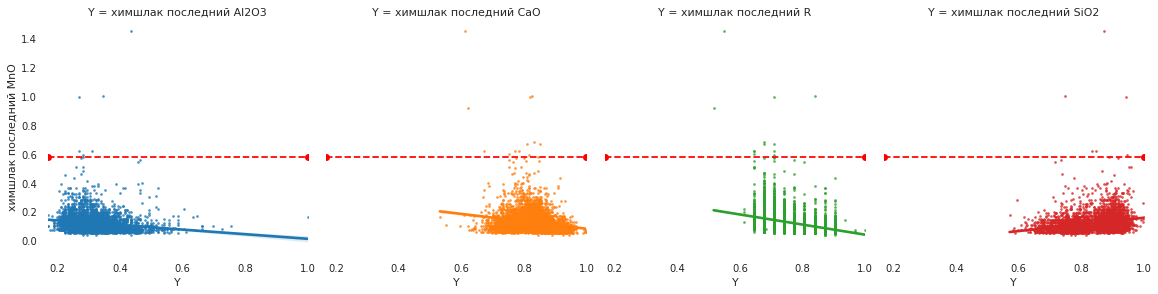 Y = химшлак последний Al2O3
Y = химшлак последний CaO
Y = химшлак последний R
Y = химшлак последний SiO2
химшлак последний MnO
1.4
1.2
1.0
0.8
0.6
0.4
0.2
0.0
0.2 0.4 0.6 0.8 1.0
0.2 0.4 0.6 0.8 1.0
0.2 0.4 0.6 0.8 1.0
0.2 0.4 0.6 0.8 1.0
Y
Y
Y
Y